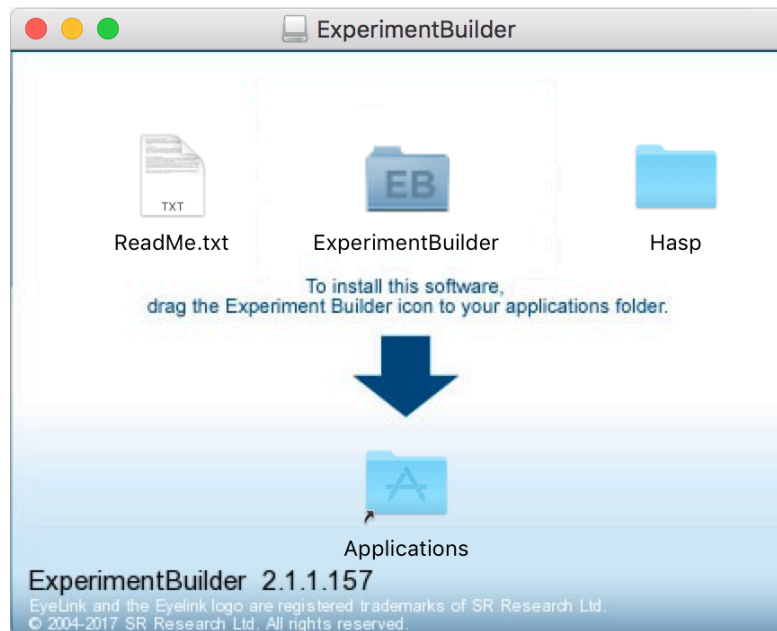 ExperimentBuilder
TXT
EB
ReadMe.txt
ExperimentBuilder
Hasp
To install this software,
drag the Experiment Builder icon to your applications folder.
Applications
ExperimentBuilder 2.1.1.157
EyeLink and the Eyelink logo are registered trademarks of SR Research Ltd.
© 2004-2017 SR Research Ltd. All rights reserved.